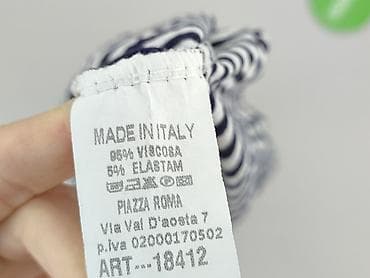 MADE IN ITALY
95% VISCOSA
5% ELASTAM
PIAZZA ROMA
Via Val D'aosta 7
p.iva 02000170502
ART---18412